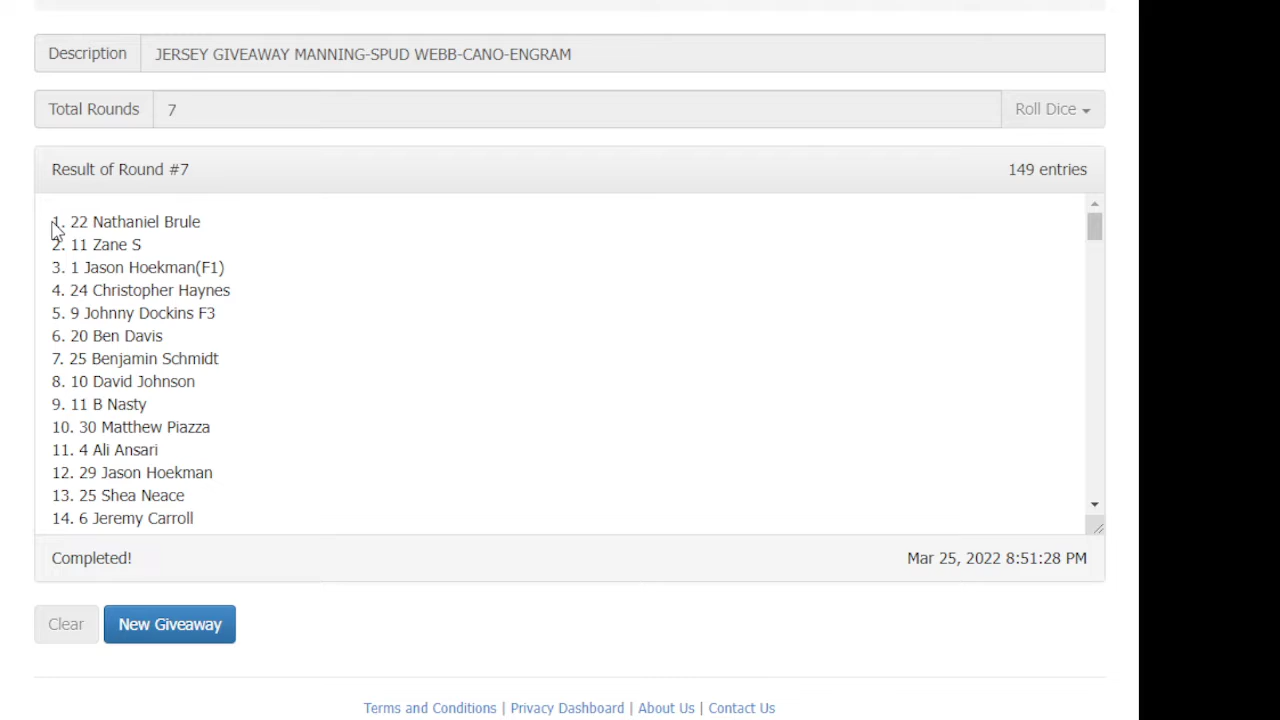 Description JERSEY GIVEAWAY MANNING-SPUD WEBB-CANO-ENGRAM
Total Rounds 7 Roll Dice
Result of Round #7 149 entries
1. 22 Nathaniel Brule
2. 11 Zane S
3. 1 Jason Hoekman(F1)
4. 24 Christopher Haynes
5. 9 Johnny Dockins F3
6. 20 Ben Davis
7. 25 Benjamin Schmidt
8. 10 David Johnson
9. 11 B Nasty
10. 30 Matthew Piazza
11. 4 Ali Ansari
12. 29 Jason Hoekman
13. 25 Shea Neace
14. 6 Jeremy Carroll
Completed! Mar 25, 2022 8:51:28 PM
Clear New Giveaway
Terms and Conditions | Privacy Dashboard | About Us | Contact Us